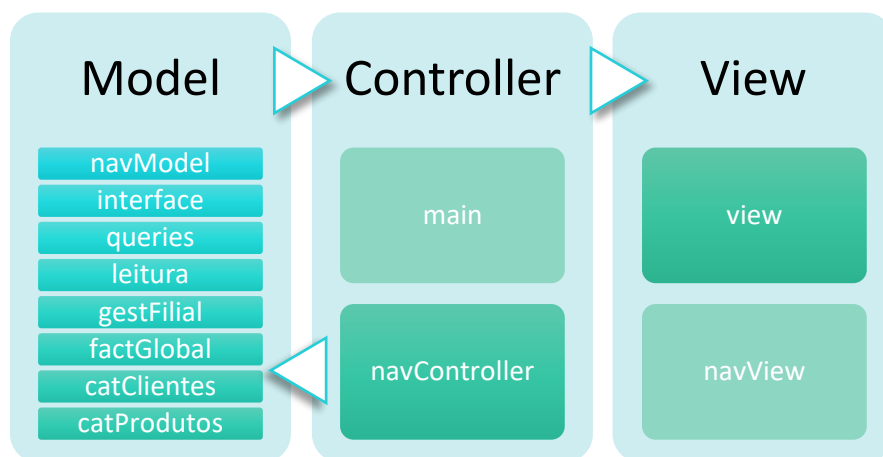 Model
navModel
interface
queries
leitura
gestFilial
factGlobal
catClientes
catProdutos
Controller
main
navController
View
view
navView